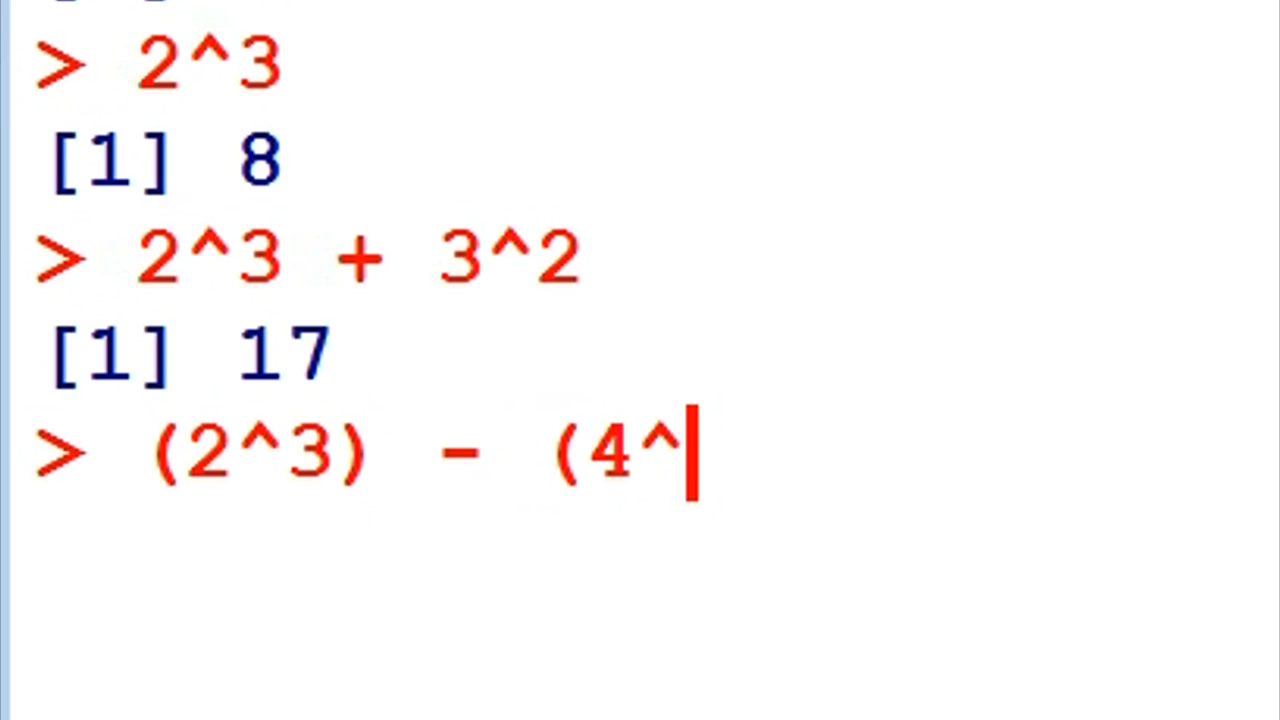 > 2^3
[1] 8
> 2^3 + 3^2
[1] 17
> (2^3) - (4^